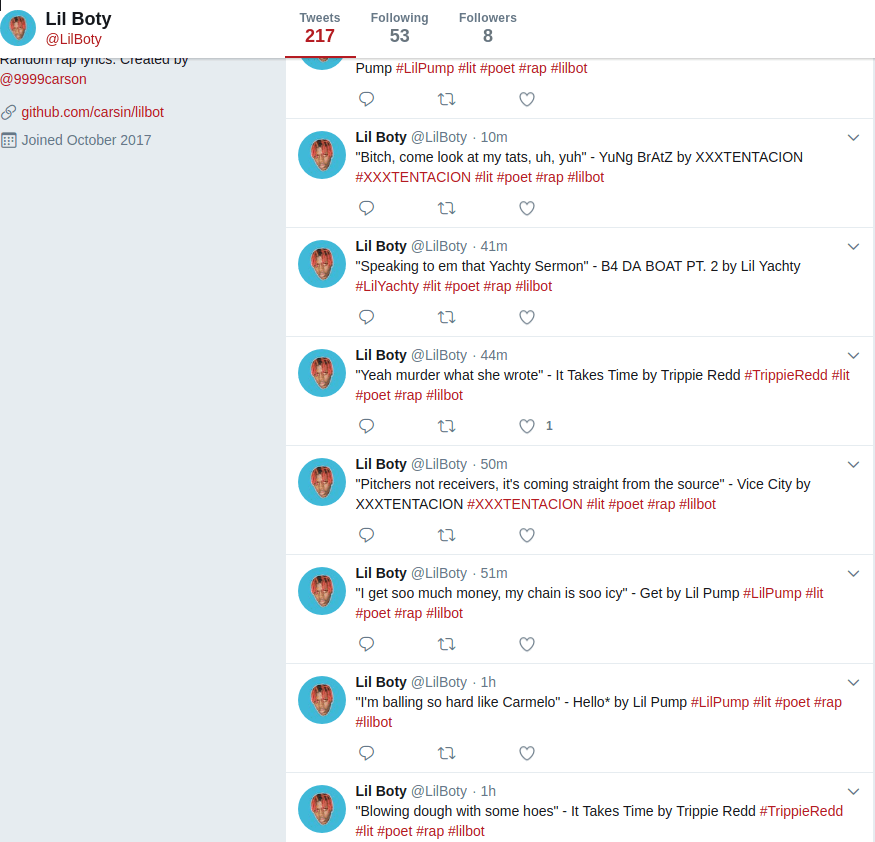 Lil Boty
@LilBoty
Tweets
217
Following
53
Followers
8
Random rap lyrics. Created by
@9999carson
github.com/carsin/lilbot
Joined October 2017
Pump #LilPump #lit #poet #rap #lilbot
Lil Boty @LilBoty · 10m
"Bitch, come look at my tats, uh, yuh" - YuNg BrAtZ by XXXTENTACION
#XXXTENTACION #lit #poet #rap #lilbot
Lil Boty @LilBoty · 41m
"Speaking to em that Yachty Sermon" - B4 DA BOAT PT. 2 by Lil Yachty
#LilYachty #lit #poet #rap #lilbot
Lil Boty @LilBoty · 44m
"Yeah murder what she wrote" - It Takes Time by Trippie Redd #TrippieRedd #lit
#poet #rap #lilbot
1
Lil Boty @LilBoty · 50m
"Pitchers not receivers, it's coming straight from the source" - Vice City by
XXXTENTACION #XXXTENTACION #lit #poet #rap #lilbot
Lil Boty @LilBoty · 51m
"I get soo much money, my chain is soo icy" - Get by Lil Pump #LilPump #lit
#poet #rap #lilbot
Lil Boty @LilBoty · 1h
"I'm balling so hard like Carmelo" - Hello* by Lil Pump #LilPump #lit #poet #rap
#lilbot
Lil Boty @LilBoty · 1h
"Blowing dough with some hoes" - It Takes Time by Trippie Redd #TrippieRedd
#lit #poet #rap #lilbot